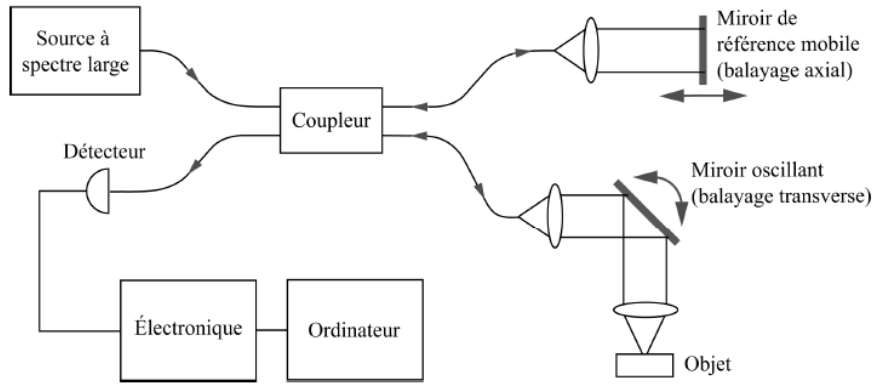 Source à
spectre large
Miroir de
référence mobile
(balayage axial)
Coupleur
Détecteur
Miroir oscillant
(balayage transverse)
Électronique
Ordinateur
Objet